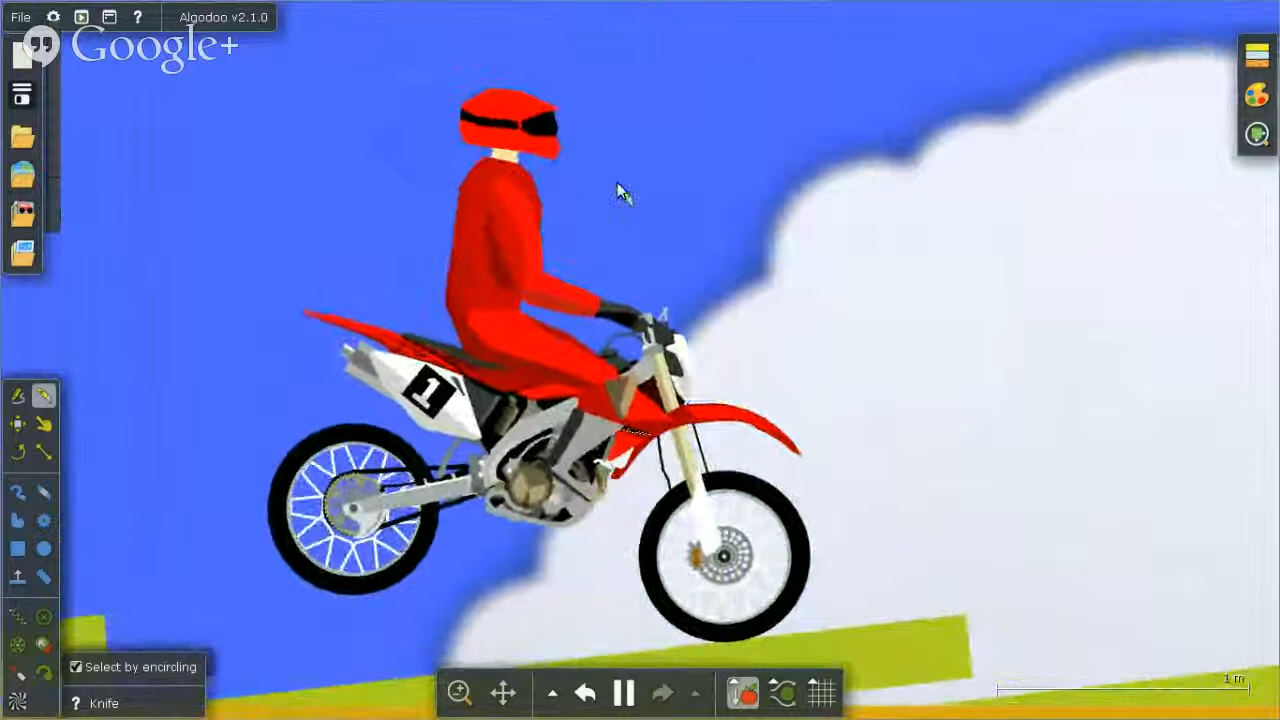 File ? Algodoo v2.1.0
Google+
1
Select by encircling
? Knife
1 m